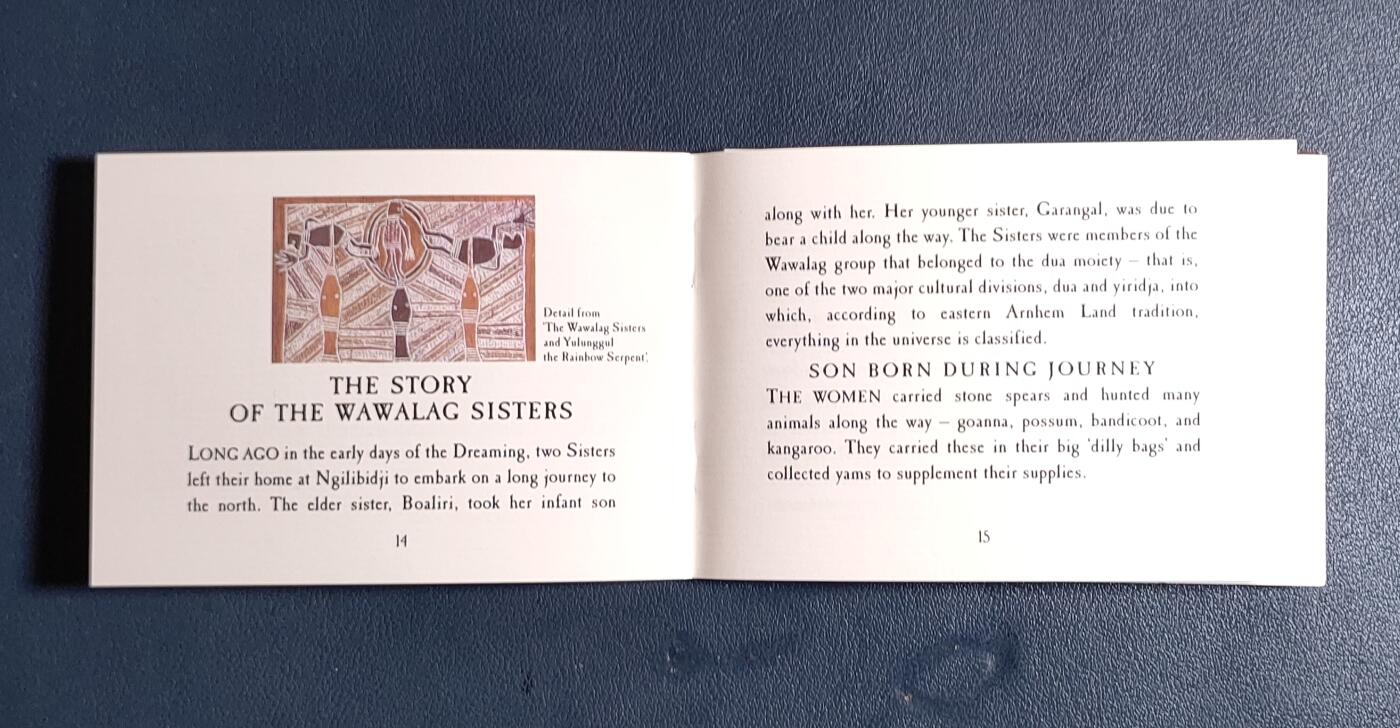 Detail from
'The Wawalag Sisters
and Yulunggul
the Rainbow Serpent'.
THE STORY
OF THE WAWALAG SISTERS
LONG AGO in the early days of the Dreaming, two Sisters
left their home at Ngilibidji to embark on a long journey to
the north. The elder sister, Boaliri, took her infant son
14
along with her. Her younger sister, Garangal, was due to
bear a child along the way. The Sisters were members of the
Wawalag group that belonged to the dua moiety – that is,
one of the two major cultural divisions, dua and yiridja, into
which, according to eastern Arnhem Land tradition,
everything in the universe is classified.
SON BORN DURING JOURNEY
THE WOMEN carried stone spears and hunted many
animals along the way – goanna, possum, bandicoot, and
kangaroo. They carried these in their big 'dilly bags' and
collected yams to supplement their supplies.
15